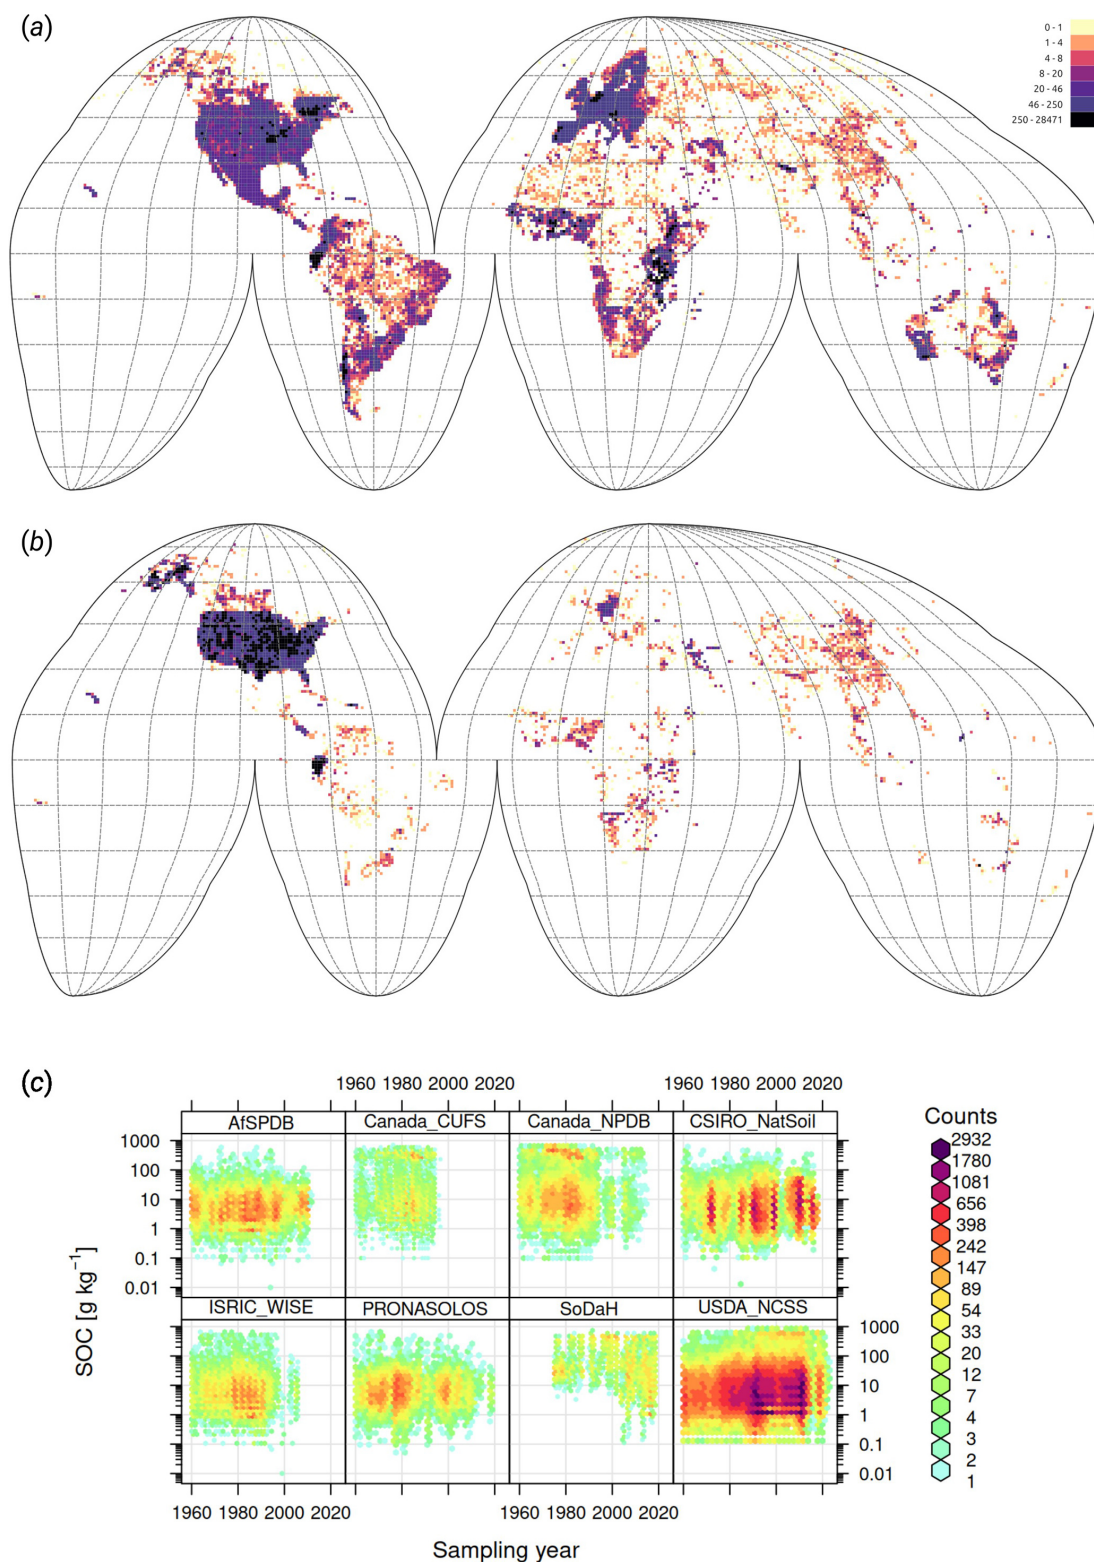 (a)
0 - 1
1 - 4
4 - 8
8 - 20
20 - 46
46 - 250
250 - 28471
(b)
(c)
1960 1980 2000 2020
1960 1980 2000 2020
AfSPDB
Canada_CUFS
Canada_NPDB
CSIRO_NatSoil
1000
100
10
1
0.1
0.01
ISRIC_WISE
PRONASOLOS
SoDaH
USDA_NCSS
1000
100
10
1
0.1
0.01
1960 1980 2000
1960 1980 2000 2020
SOC [g kg⁻¹]
Sampling year
Counts
2932
1780
1081
656
398
242
147
89
54
33
20
12
7
4
3
2
1